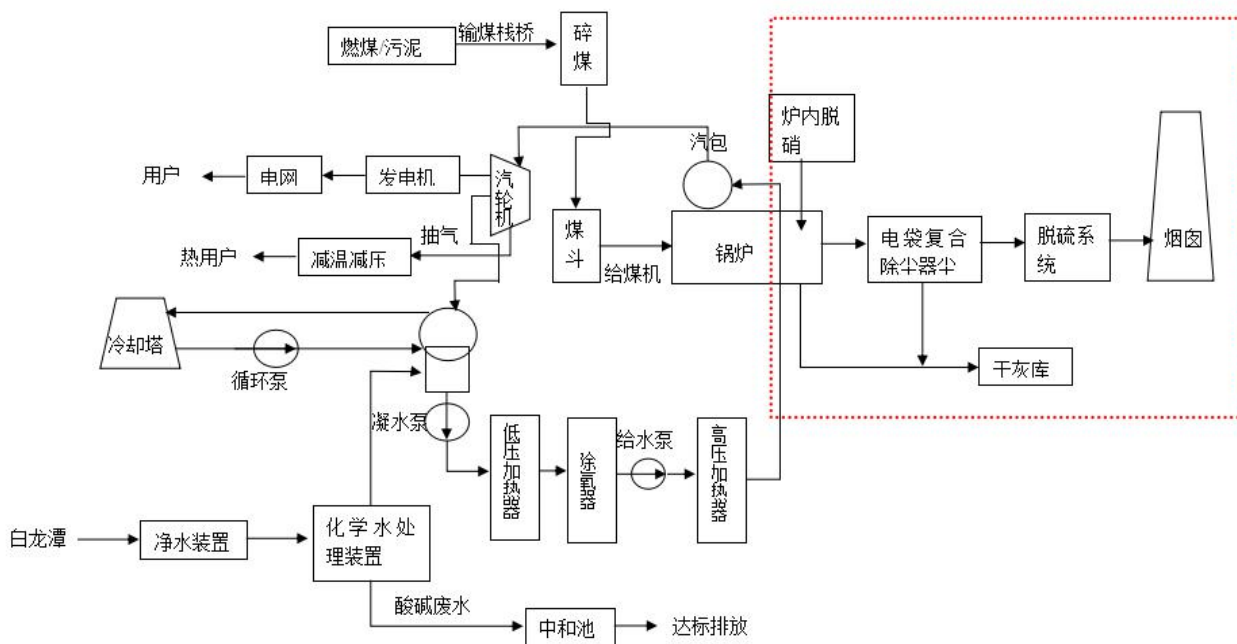 燃煤/污泥
输煤栈桥
碎
煤
炉内脱
硝
汽包
用户
电网
发电机
汽
轮
机
抽气
热用户
减温减压
煤
斗
给煤机
锅炉
电袋复合
除尘器尘
脱硫系
统
烟囱
冷却塔
循环泵
干灰库
凝水泵
低
压
加
热
器
除
氧
器
给水泵
高
压
加
热
器
白龙潭
净水装置
化学水处
理装置
酸碱废水
中和池
达标排放